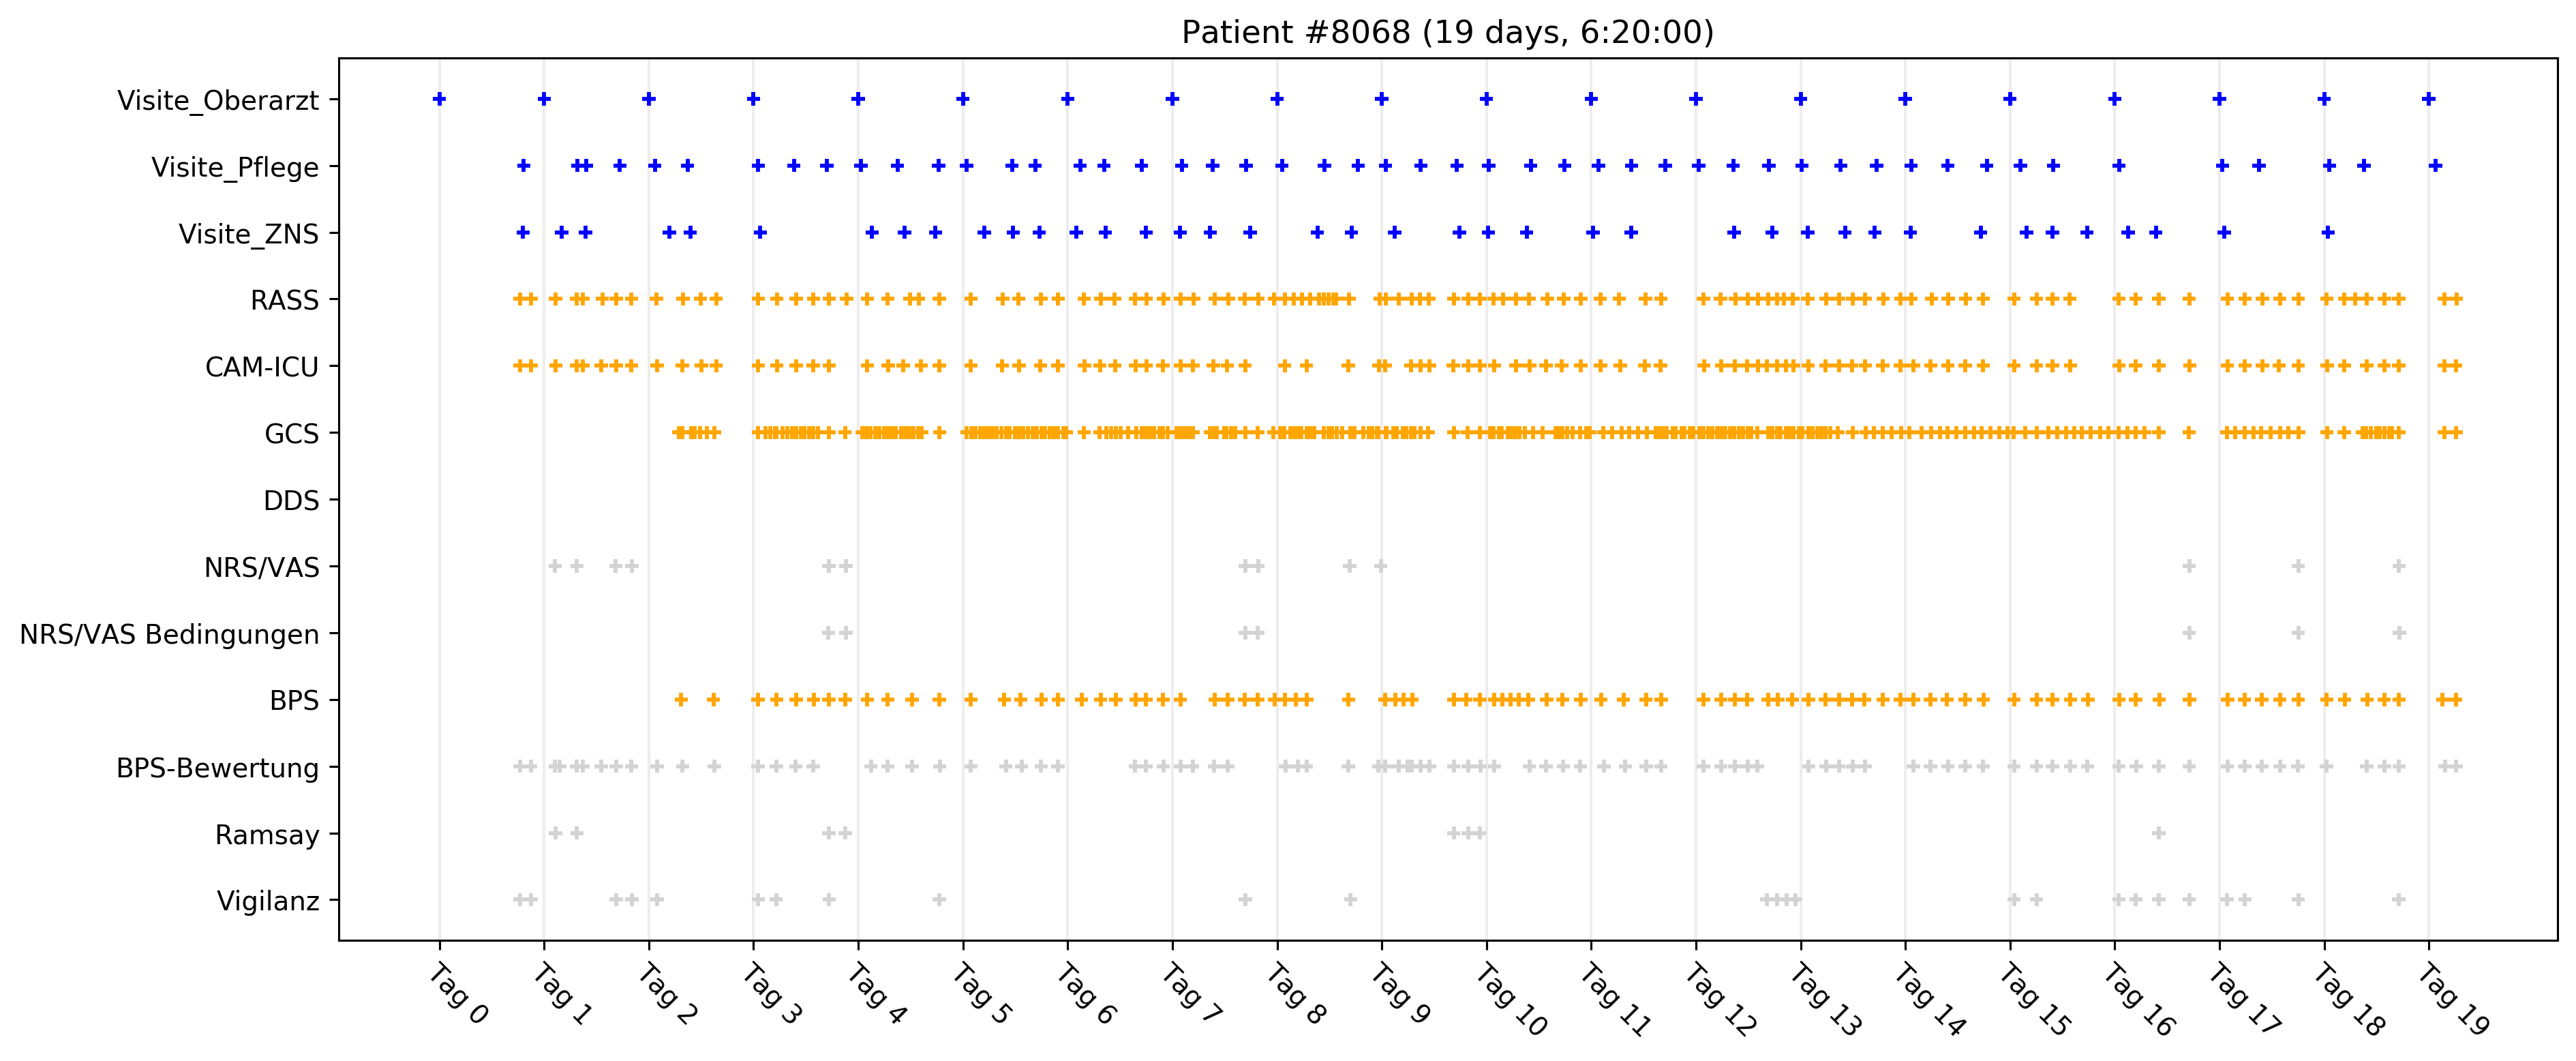 Patient #8068 (19 days, 6:20:00)
Visite_Oberarzt
Visite_Pflege
Visite_ZNS
RASS
CAM-ICU
GCS
DDS
NRS/VAS
NRS/VAS Bedingungen
BPS
BPS-Bewertung
Ramsay
Vigilanz
Tag 0
Tag 1
Tag 2
Tag 3
Tag 4
Tag 5
Tag 6
Tag 7
Tag 8
Tag 9
Tag 10
Tag 11
Tag 12
Tag 13
Tag 14
Tag 15
Tag 16
Tag 17
Tag 18
Tag 19